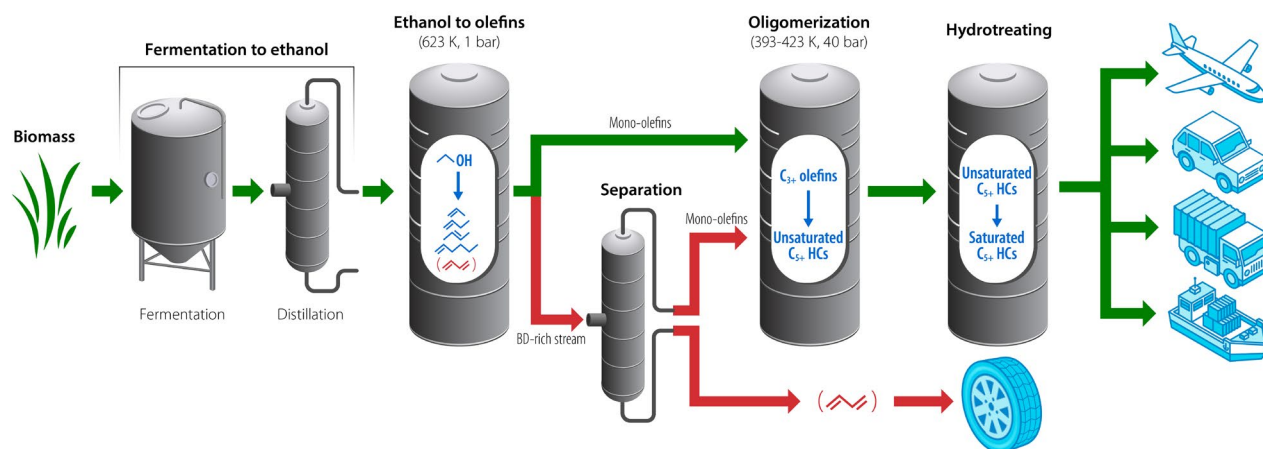 Biomass
Fermentation to ethanol
Fermentation
Distillation
Ethanol to olefins
(623 K, 1 bar)
OH
Mono-olefins
BD-rich stream
Separation
Mono-olefins
Oligomerization
(393-423 K, 40 bar)
C₃₊ olefins
Unsaturated
C₅₊ HCs
Hydrotreating
Unsaturated
C₅₊ HCs
Saturated
C₅₊ HCs